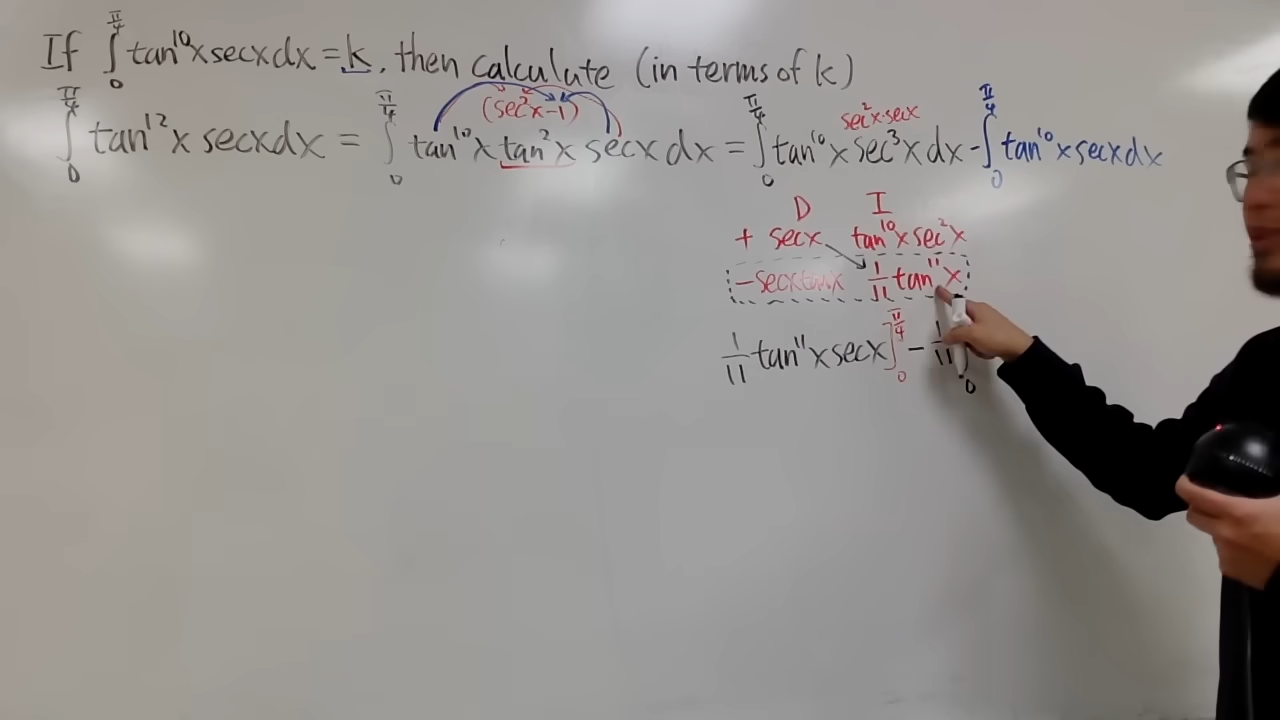 If ∫₀^{π/4} tan¹⁰x secx dx = k, then calculate (in terms of k)
(sec²x-1)
sec²x·secx
∫₀^{π/4} tan¹²x secx dx = ∫₀^{π/4} tan¹⁰x tan²x secx dx = ∫₀^{π/4} tan¹⁰x sec³x dx - ∫₀^{π/4} tan¹⁰x secx dx
D I
+ secx tan¹⁰x sec²x
- secxtanx 1/11 tan¹¹x
1/11 tan¹¹x secx ]₀^{π/4} - 1/11 ∫₀